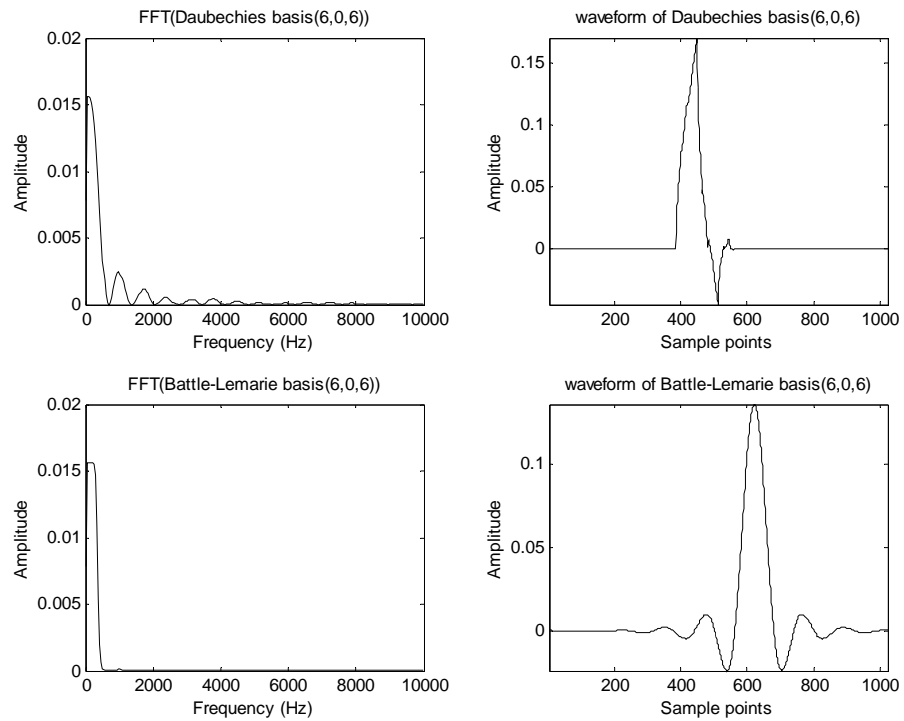 FFT(Daubechies basis(6,0,6))
0.02
0.015
0.01
0.005
0
Amplitude
0 2000 4000 6000 8000 10000
Frequency (Hz)
waveform of Daubechies basis(6,0,6)
0.15
0.1
0.05
0
Amplitude
200 400 600 800 1000
Sample points
FFT(Battle-Lemarie basis(6,0,6))
0.02
0.015
0.01
0.005
0
Amplitude
0 2000 4000 6000 8000 10000
Frequency (Hz)
waveform of Battle-Lemarie basis(6,0,6)
0.1
0.05
0
Amplitude
200 400 600 800 1000
Sample points